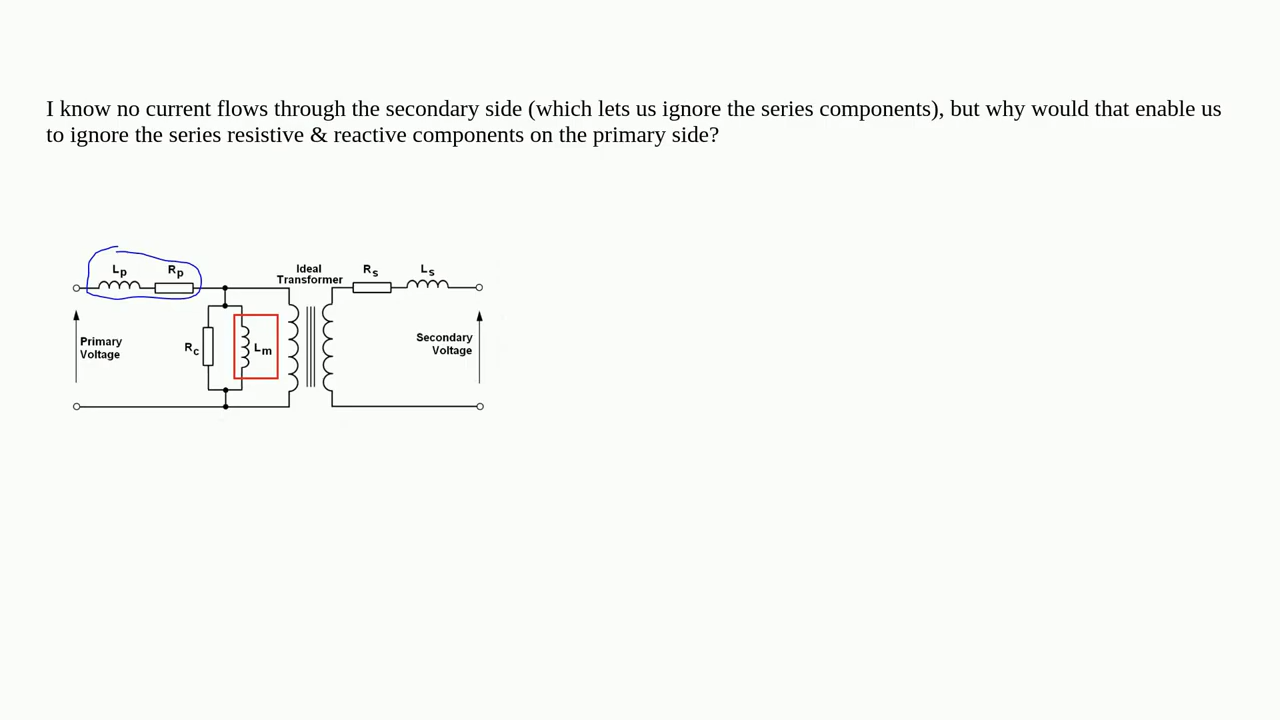 I know no current flows through the secondary side (which lets us ignore the series components), but why would that enable us
to ignore the series resistive & reactive components on the primary side?
Lp Rp Ideal Transformer Rs Ls
Primary Voltage
Rc Lm
Secondary Voltage